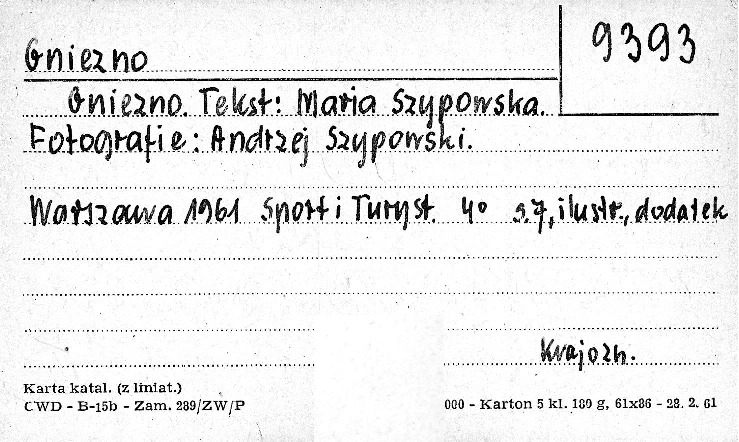 Gniezno
9393
Gniezno. Tekst: Maria Szypowska.
Fotografie: Andrzej Szypowski.
Warszawa 1961 Sport i Turyst. 4° s.7, ilustr., dodatek
Krajozn.
Karta katal. (z liniat.)
CWD - B-15b - Zam. 289/ZW/P
000 - Karton 5 kl. 180 g, 61x86 - 28. 2. 61